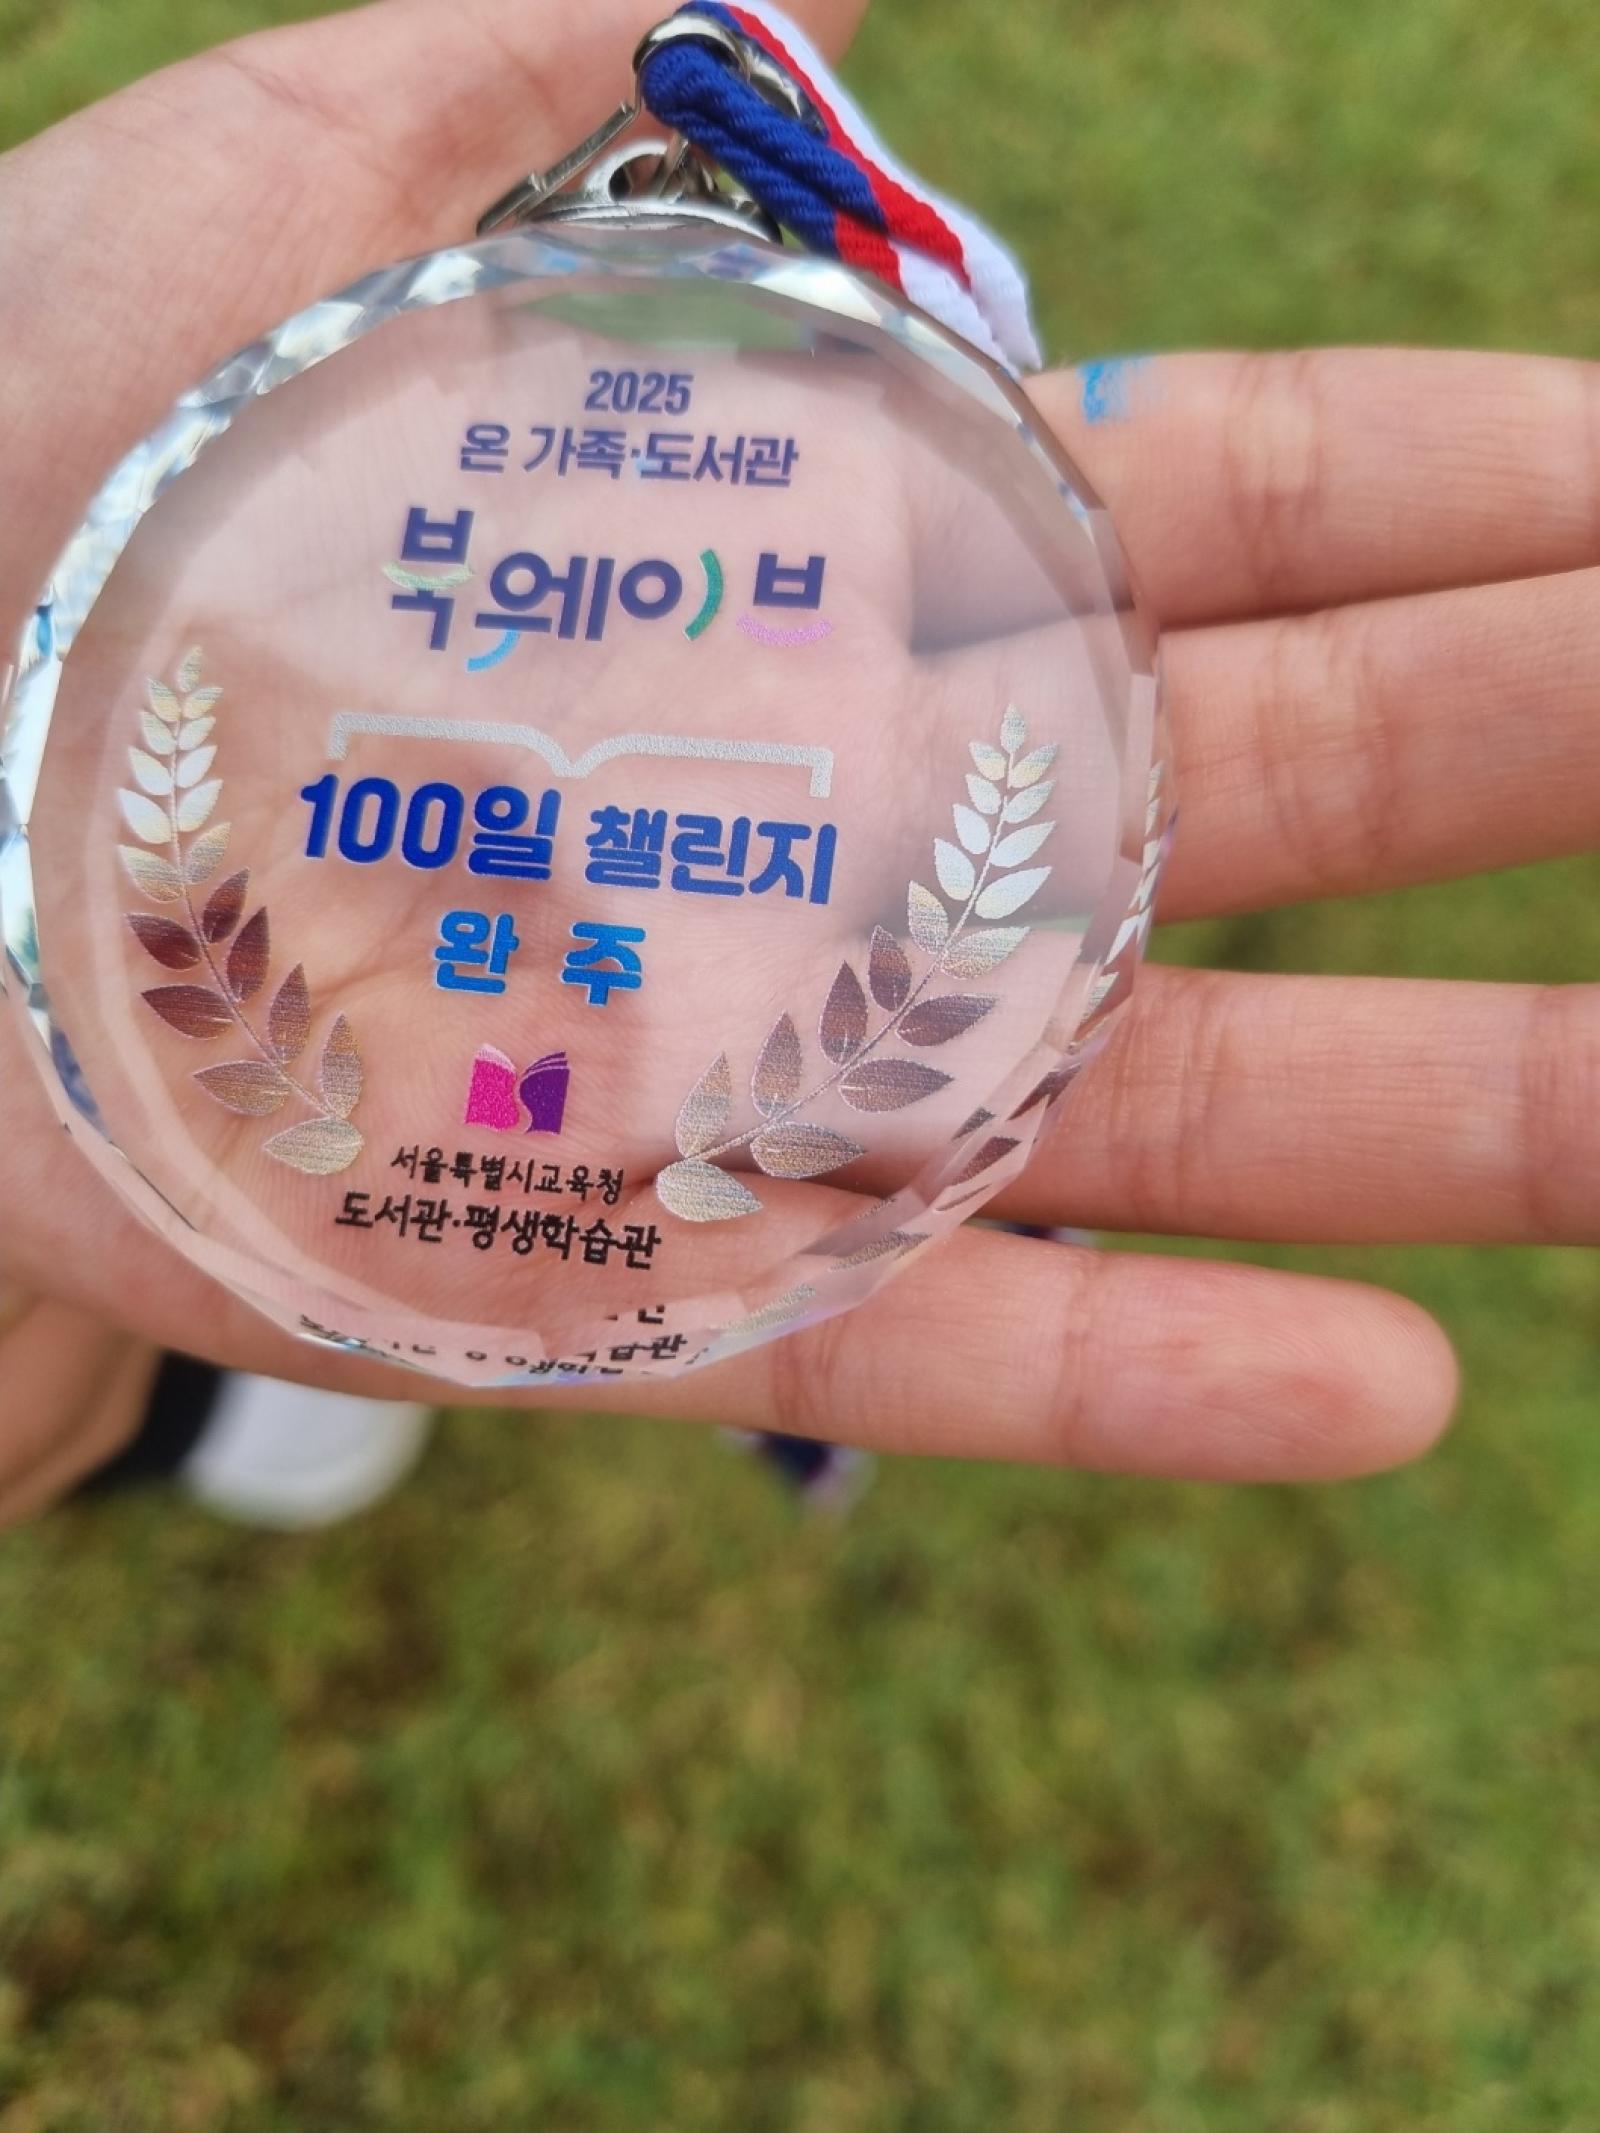 2025
온 가족·도서관
북웨이브
100일 챌린지
완 주
서울특별시교육청
도서관·평생학습관